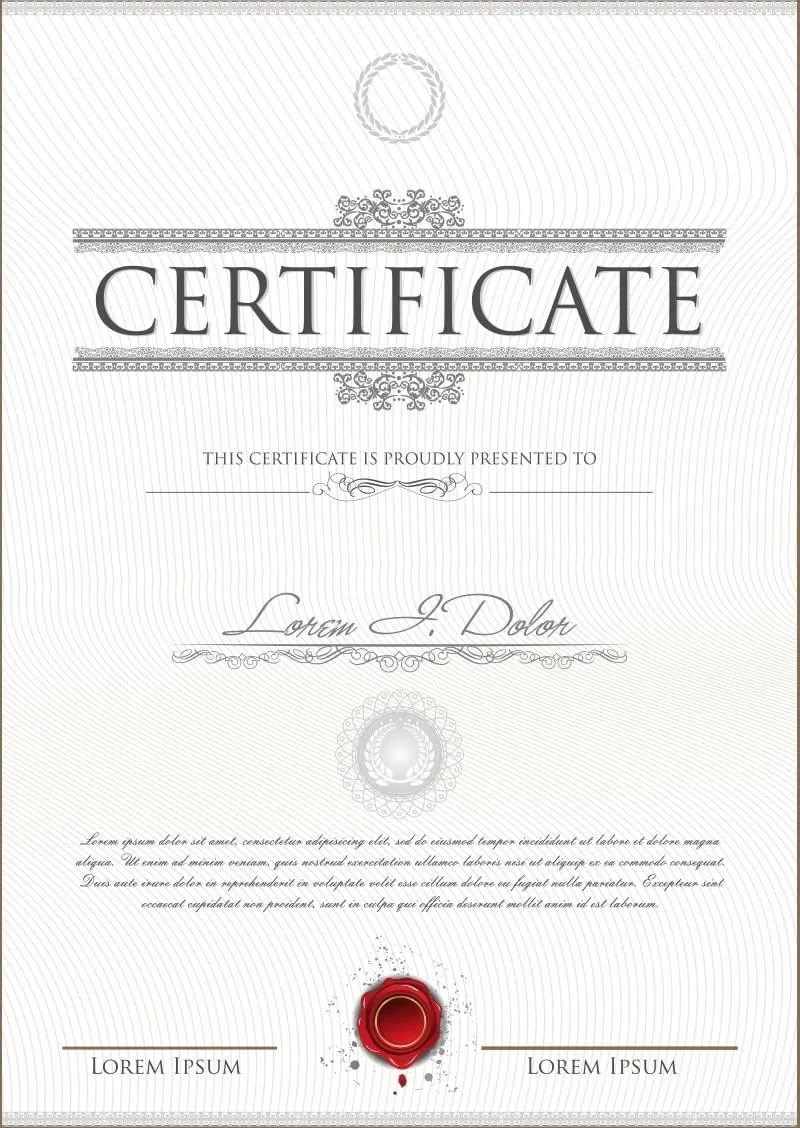 CERTIFICATE
THIS CERTIFICATE IS PROUDLY PRESENTED TO
Lorem I. Dolor
Lorem ipsum dolor sit amet, consectetur adipisicing elit, sed do eiusmod tempor incididunt ut labore et dolore magna
aliqua. Ut enim ad minim veniam, quis nostrud exercitation ullamco laboris nisi ut aliquip ex ea commodo consequat.
Duis aute irure dolor in reprehenderit in voluptate velit esse cillum dolore eu fugiat nulla pariatur. Excepteur sint
occaecat cupidatat non proident, sunt in culpa qui officia deserunt mollit anim id est laborum.
LOREM IPSUM
LOREM IPSUM